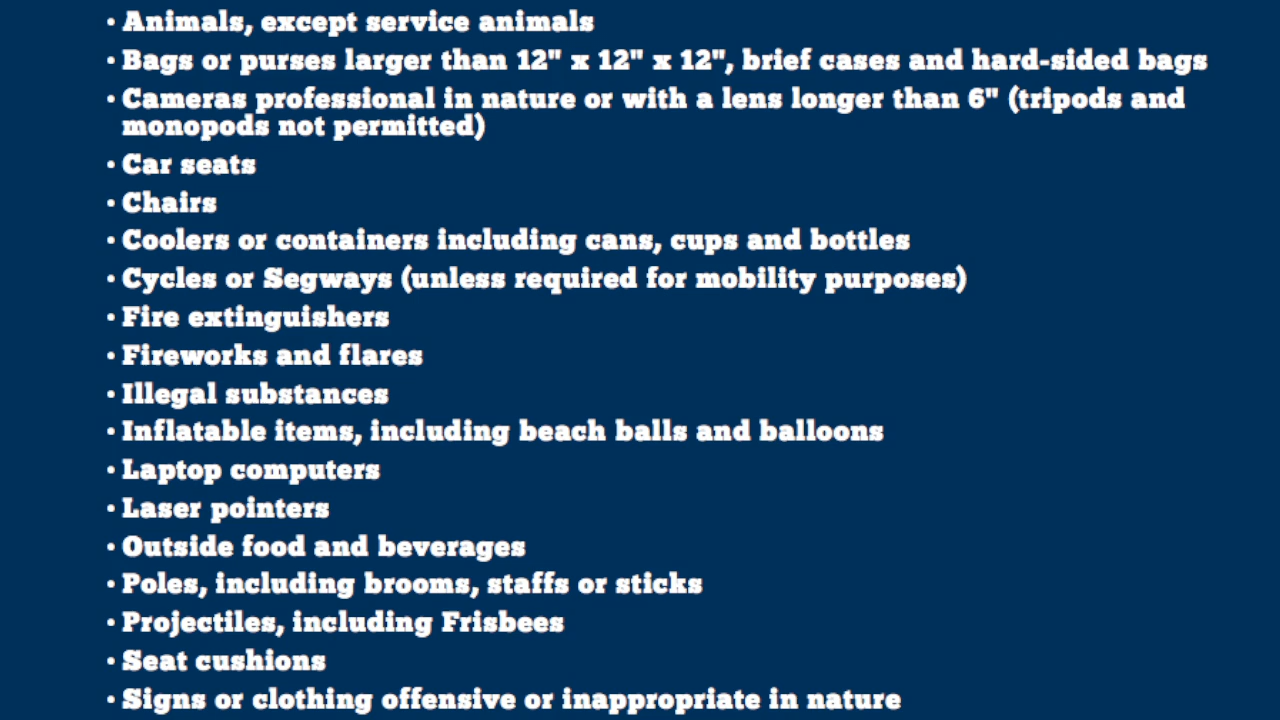 • Animals, except service animals
• Bags or purses larger than 12" x 12" x 12", brief cases and hard-sided bags
• Cameras professional in nature or with a lens longer than 6" (tripods and
monopods not permitted)
• Car seats
• Chairs
• Coolers or containers including cans, cups and bottles
• Cycles or Segways (unless required for mobility purposes)
• Fire extinguishers
• Fireworks and flares
• Illegal substances
• Inflatable items, including beach balls and balloons
• Laptop computers
• Laser pointers
• Outside food and beverages
• Poles, including brooms, staffs or sticks
• Projectiles, including Frisbees
• Seat cushions
• Signs or clothing offensive or inappropriate in nature